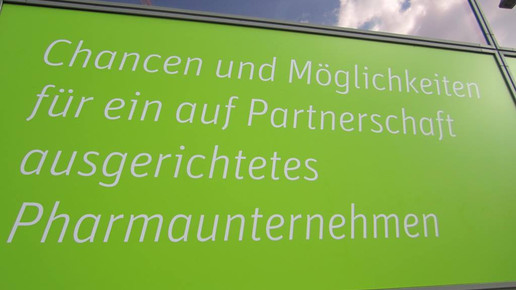 Chancen und Möglichkeiten
für ein auf Partnerschaft
ausgerichtetes
Pharmaunternehmen